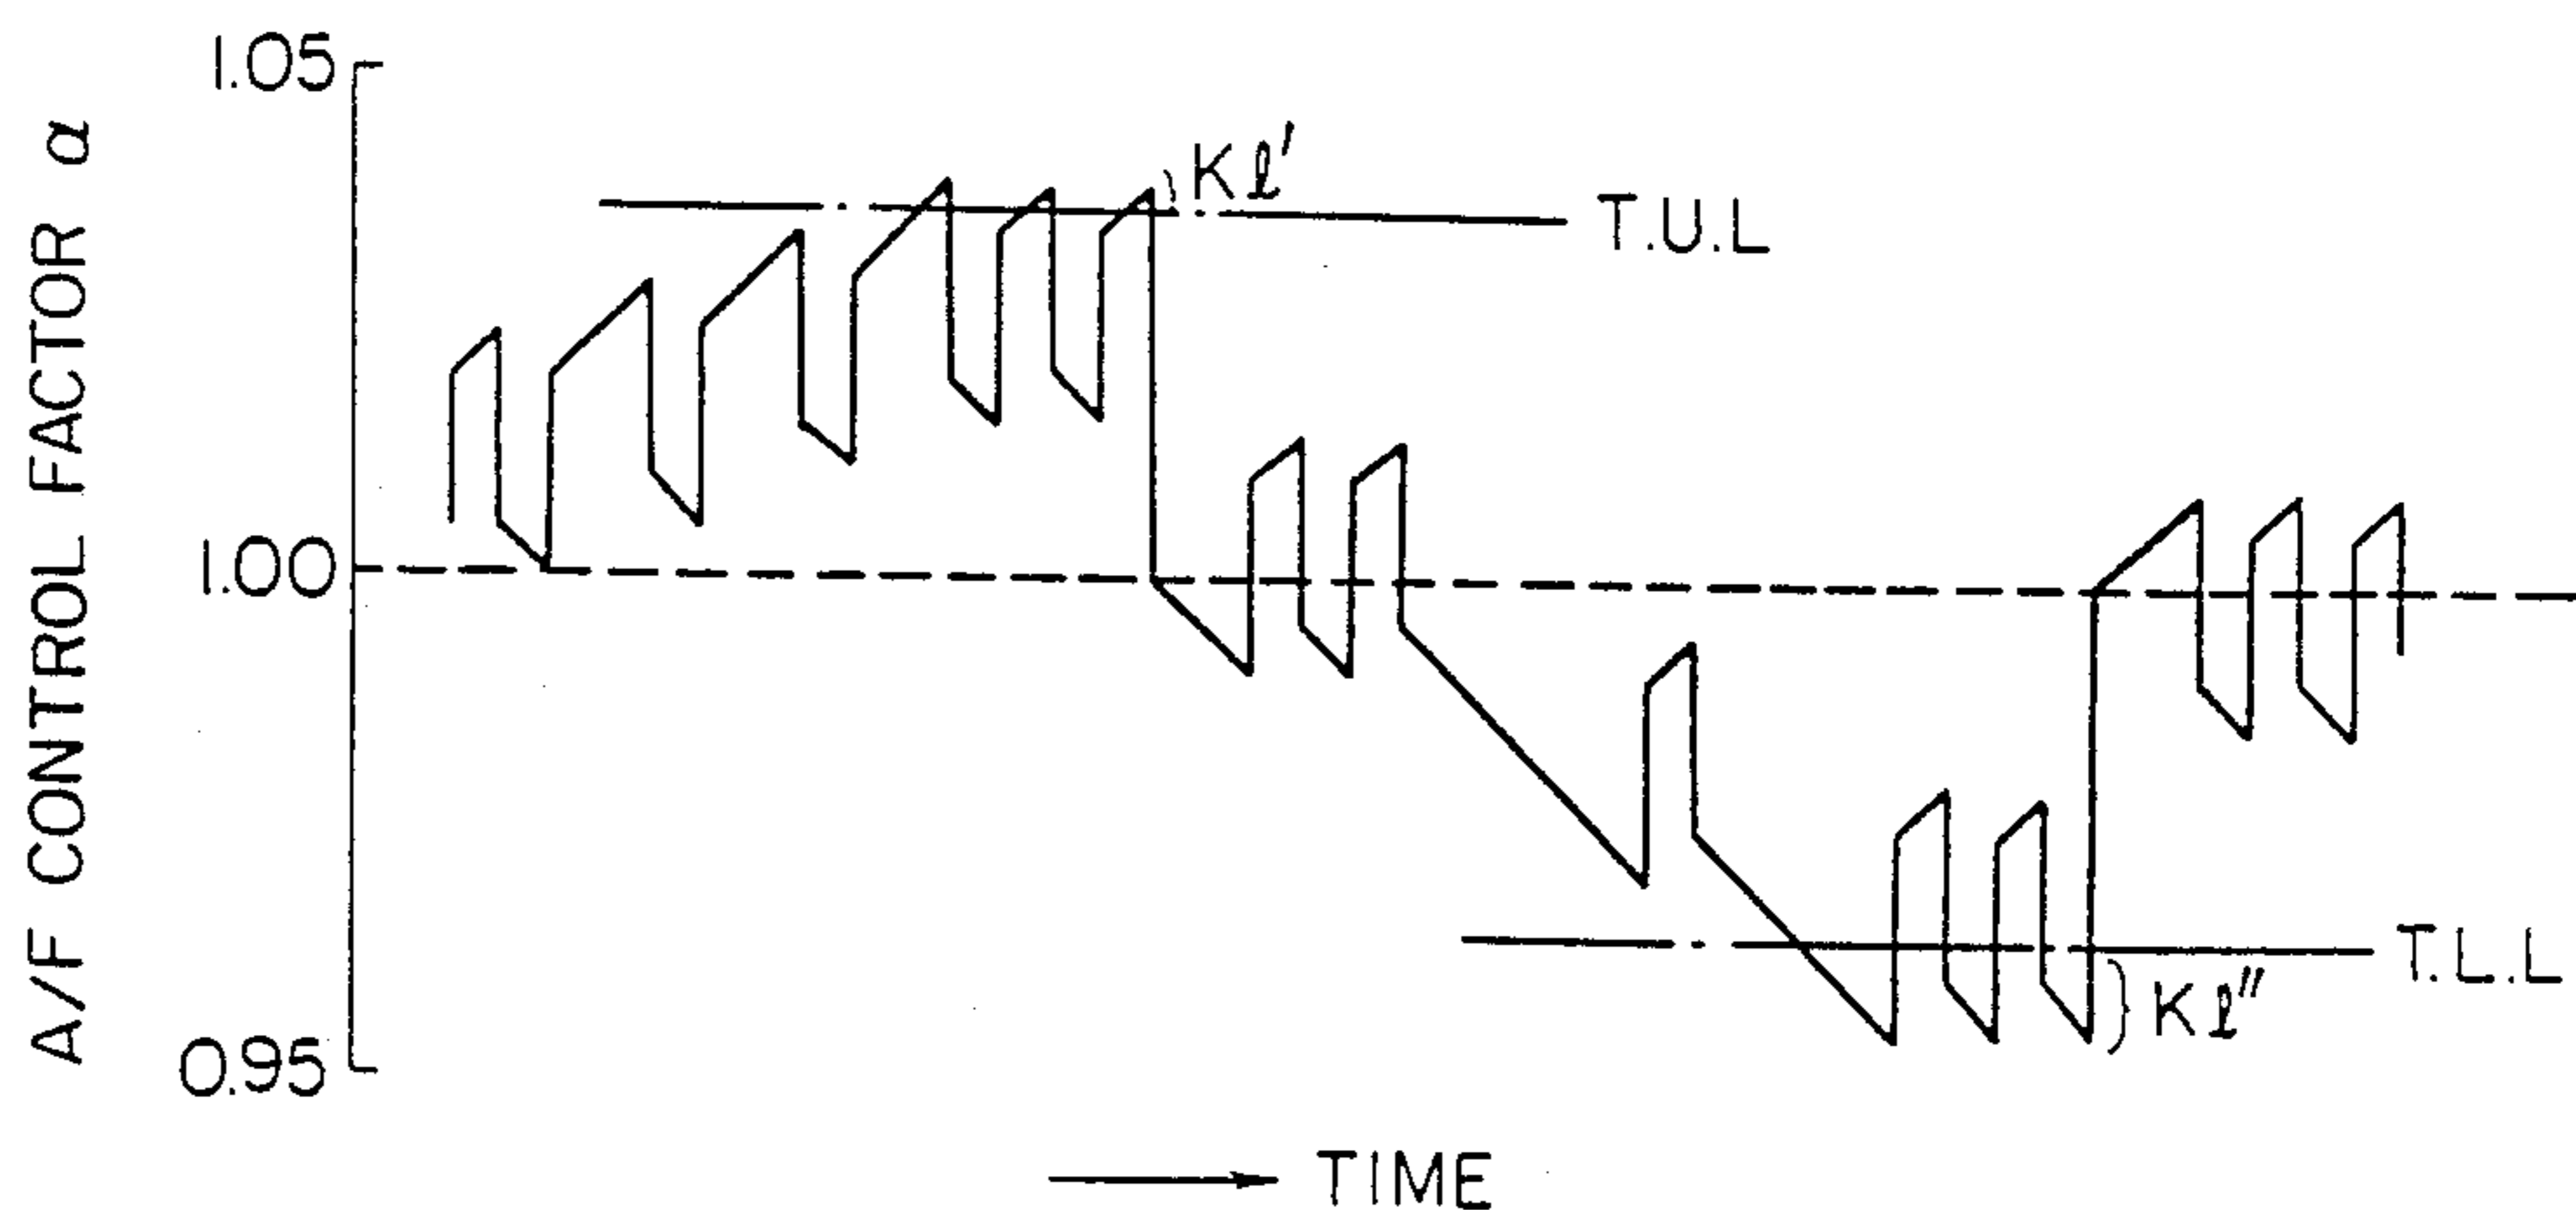 1.05
A/F CONTROL FACTOR α
Kℓ'
T.U.L
1.00
T.L.L
Kℓ"
0.95
TIME